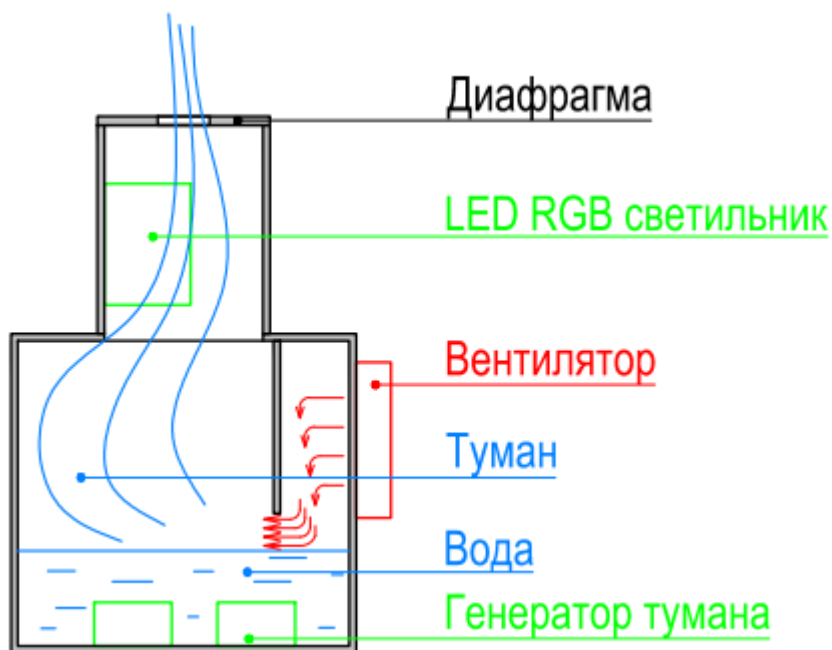 Диафрагма
LED RGB светильник
Вентилятор
Туман
Вода
Генератор тумана